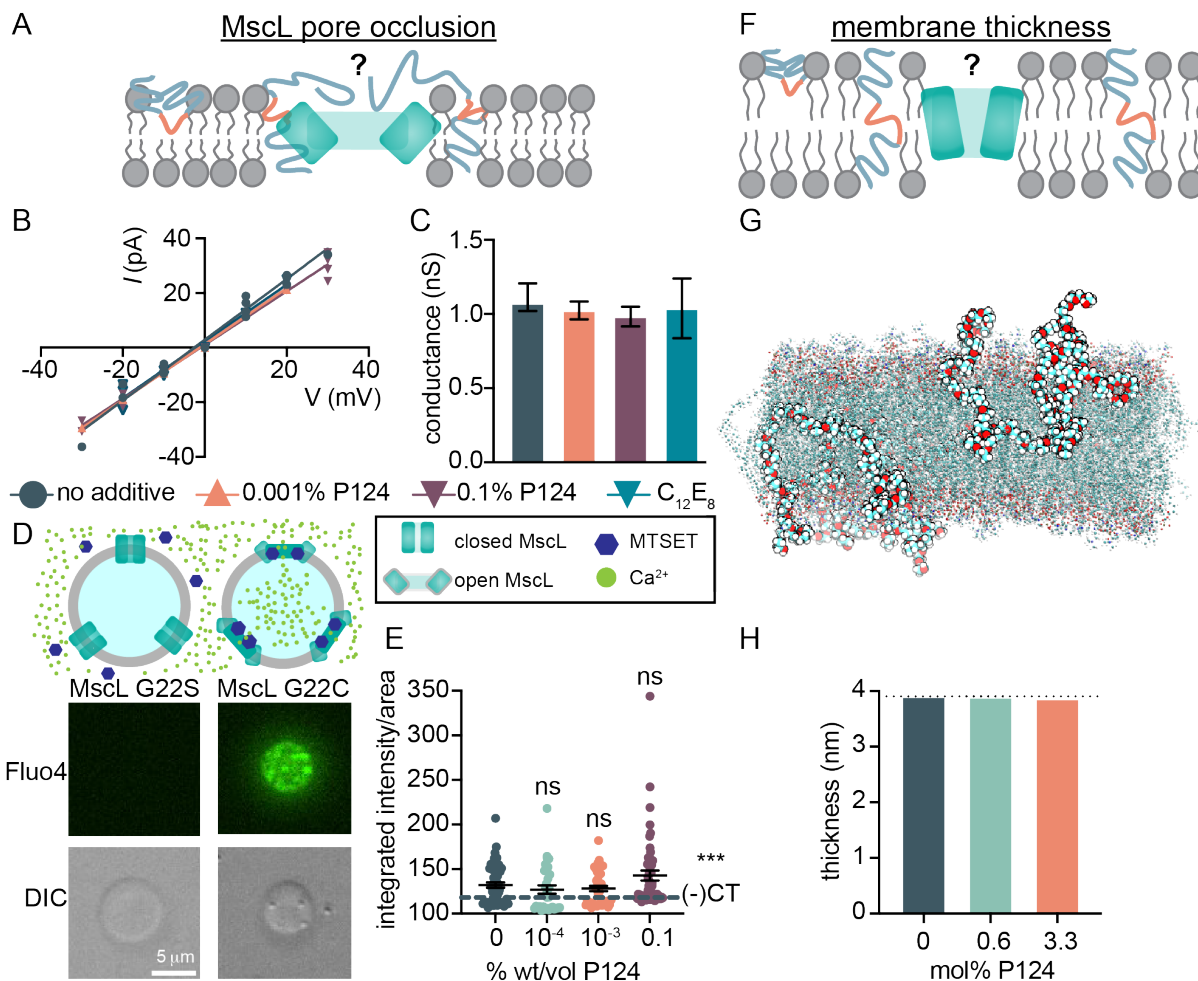 A
MscL pore occlusion
?
F
membrane thickness
?
B
I (pA)
40
20
-40
-20
20
40
V (mV)
-20
-40
C
conductance (nS)
1.5
1.0
0.5
0.0
G
no additive
0.001% P124
0.1% P124
C12E8
closed MscL
MTSET
open MscL
Ca2+
D
MscL G22S
MscL G22C
Fluo4
DIC
5 µm
E
integrated intensity/area
350
300
250
200
150
100
ns
ns
ns
***
(-)CT
0
10-4
10-3
0.1
% wt/vol P124
H
thickness (nm)
4
3
2
1
0
0
0.6
3.3
mol% P124